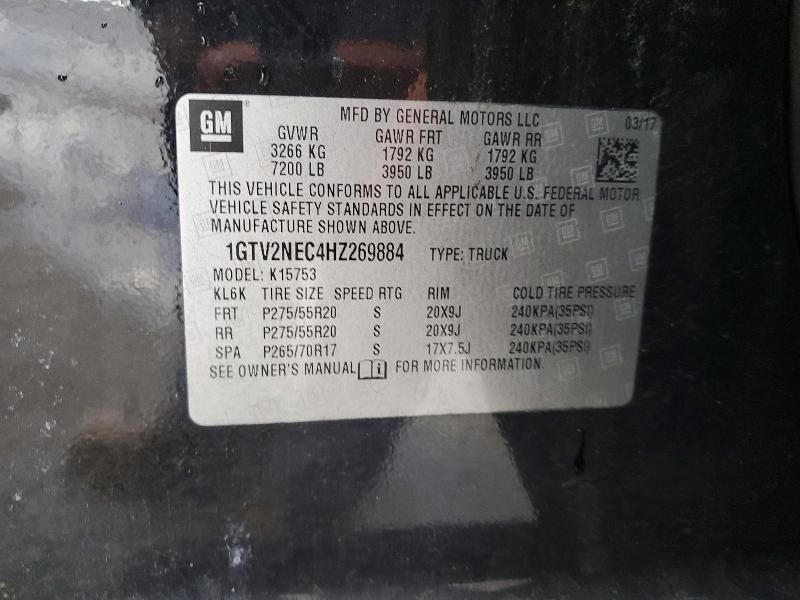 GM
MFD BY GENERAL MOTORS LLC
03/17
GVWR GAWR FRT GAWR RR
3266 KG 1792 KG 1792 KG
7200 LB 3950 LB 3950 LB
THIS VEHICLE CONFORMS TO ALL APPLICABLE U.S. FEDERAL MOTOR
VEHICLE SAFETY STANDARDS IN EFFECT ON THE DATE OF
MANUFACTURE SHOWN ABOVE.
1GTV2NEC4HZ269884 TYPE: TRUCK
MODEL: K15753
KL6K TIRE SIZE SPEED RTG RIM COLD TIRE PRESSURE
FRT P275/55R20 S 20X9J 240KPA(35PSI)
RR P275/55R20 S 20X9J 240KPA(35PSI)
SPA P265/70R17 S 17X7.5J 240KPA(35PSI)
SEE OWNER'S MANUAL FOR MORE INFORMATION.